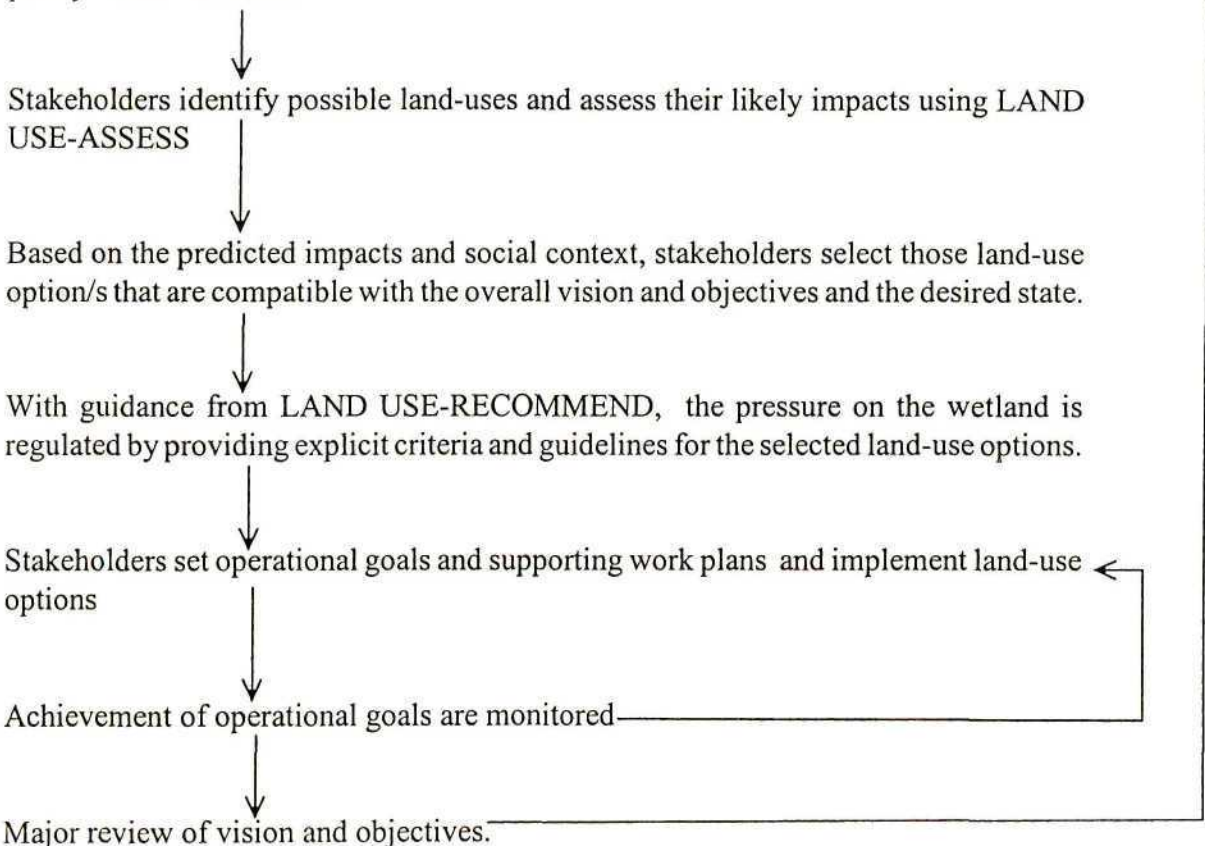 Stakeholders identify possible land-uses and assess their likely impacts using LAND
USE-ASSESS
Based on the predicted impacts and social context, stakeholders select those land-use
option/s that are compatible with the overall vision and objectives and the desired state.
With guidance from LAND USE-RECOMMEND, the pressure on the wetland is
regulated by providing explicit criteria and guidelines for the selected land-use options.
Stakeholders set operational goals and supporting work plans and implement land-use
options
Achievement of operational goals are monitored
Major review of vision and objectives.